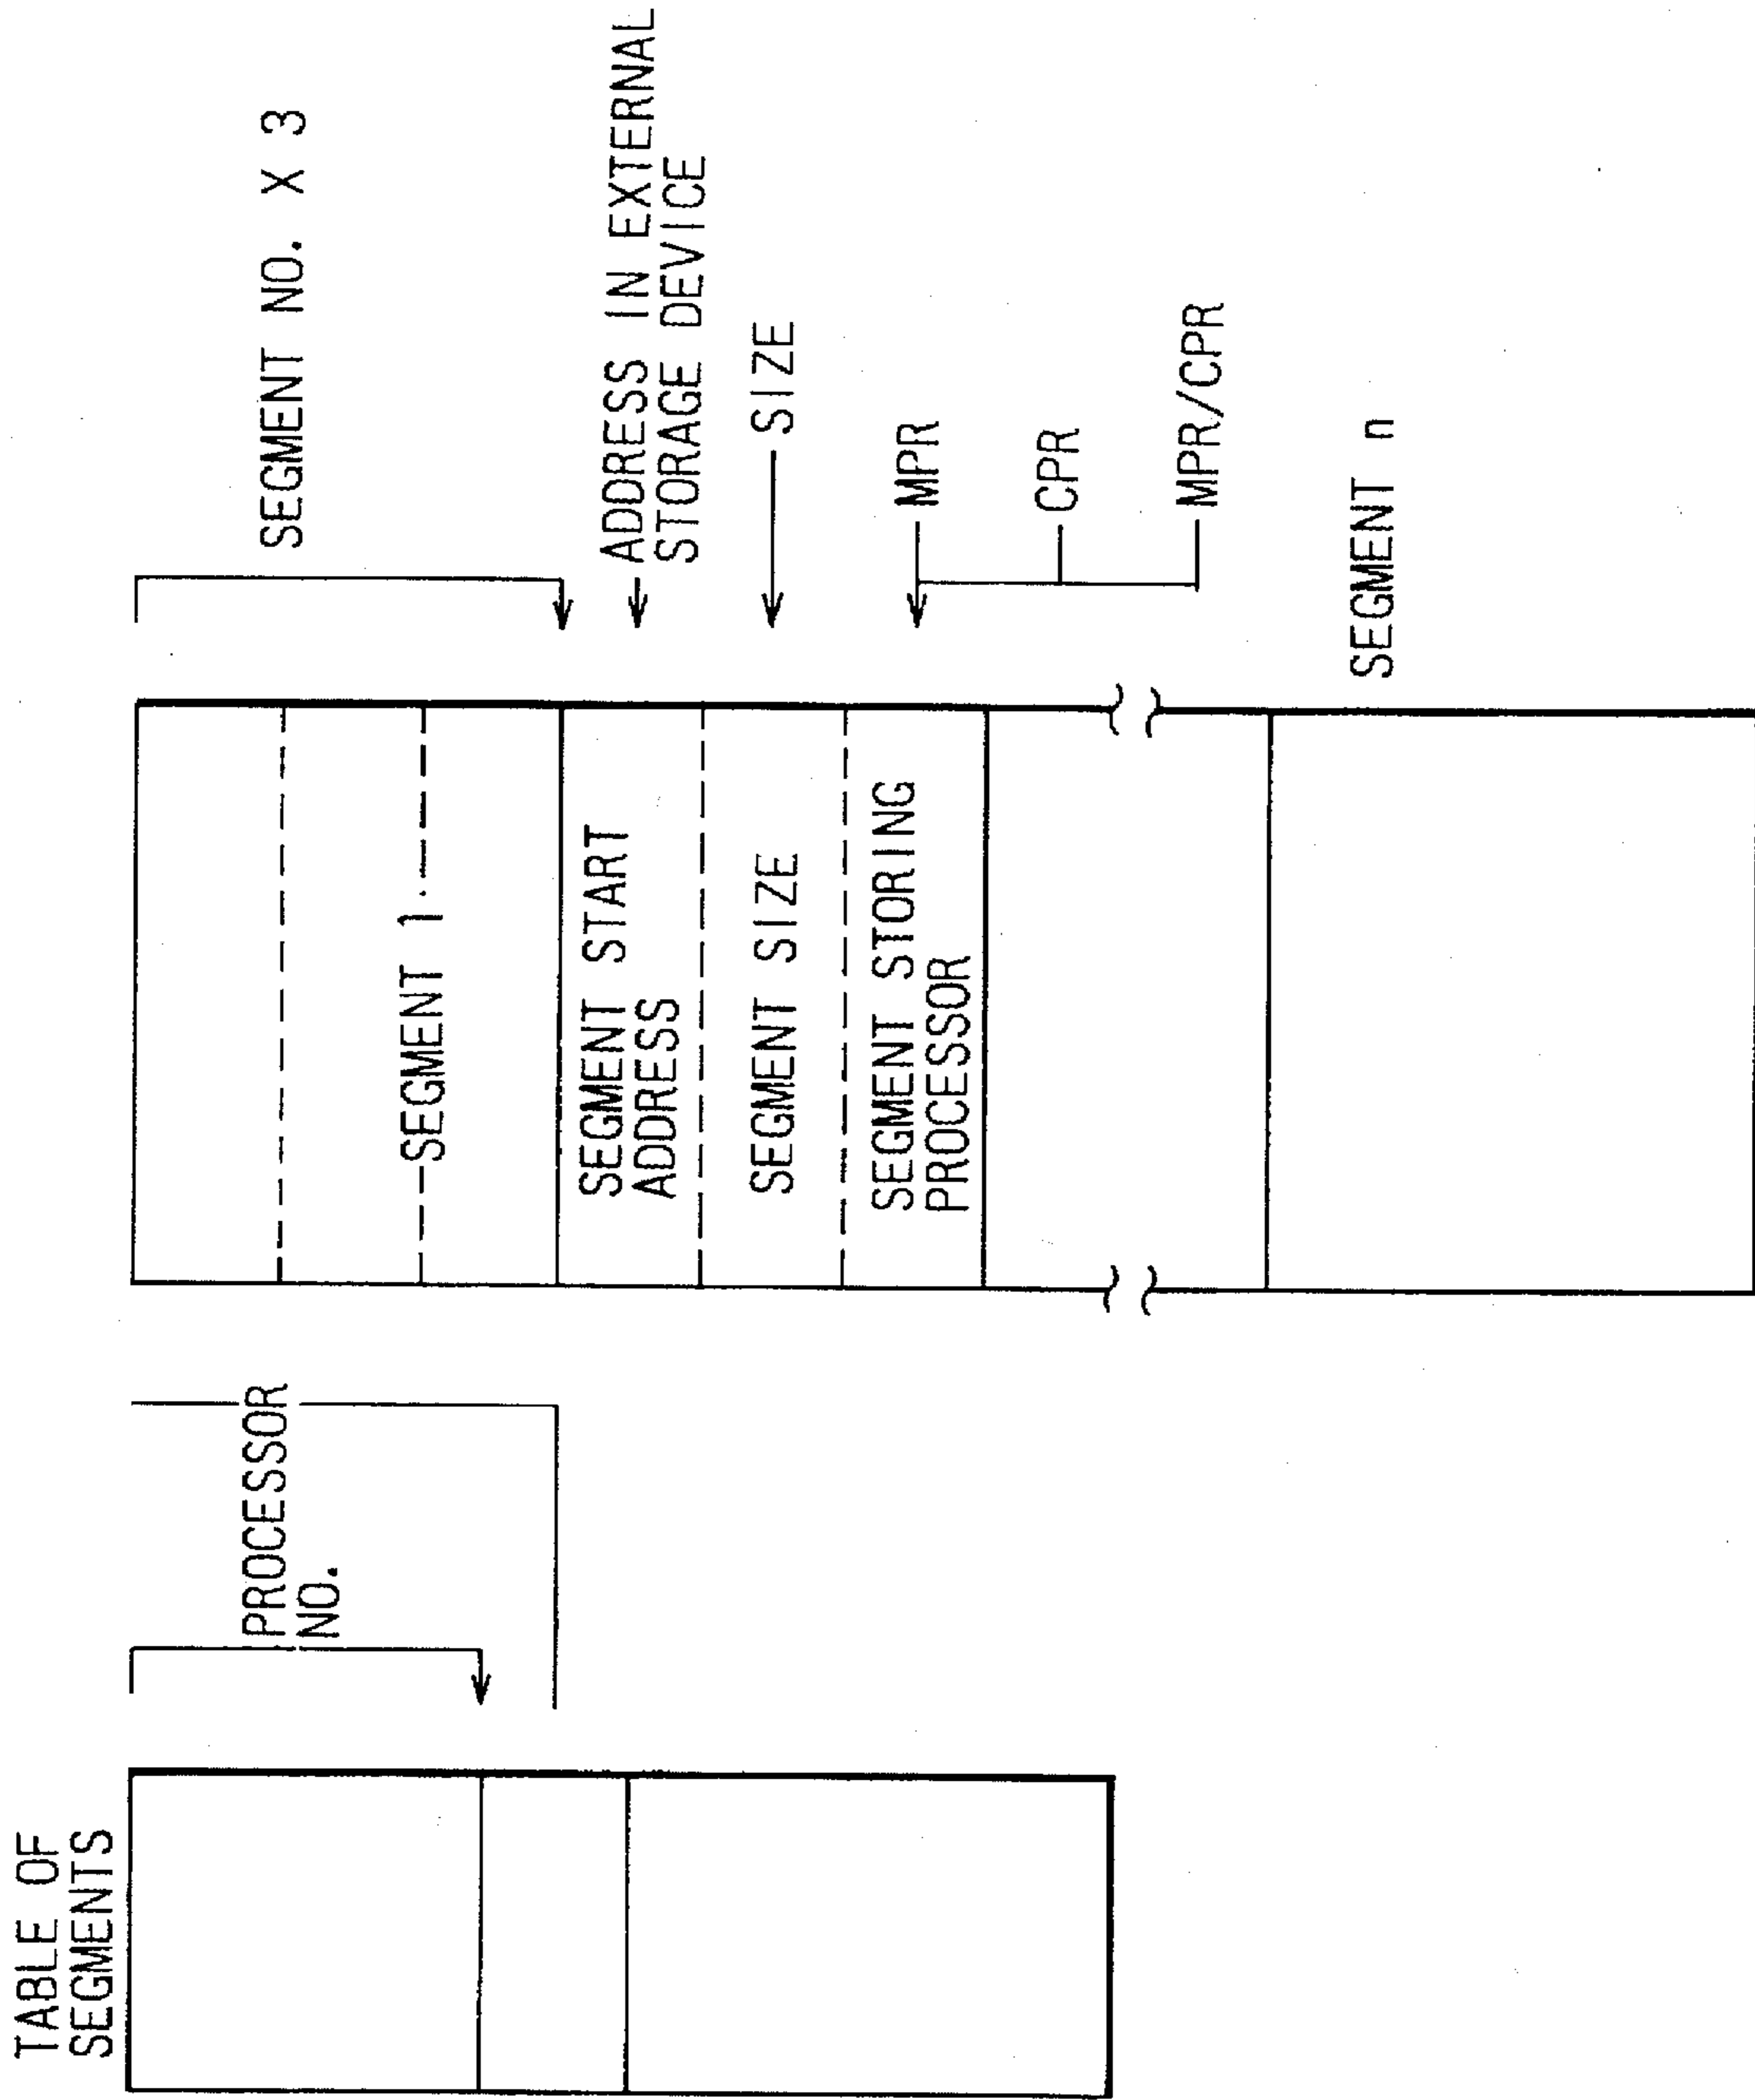 TABLE OF
SEGMENTS
PROCESSOR
NO.
SEGMENT 1
SEGMENT START
ADDRESS
SEGMENT SIZE
SEGMENT STORING
PROCESSOR
SEGMENT NO. X 3
ADDRESS IN EXTERNAL
STORAGE DEVICE
SIZE
MPR
CPR
MPR/CPR
SEGMENT n